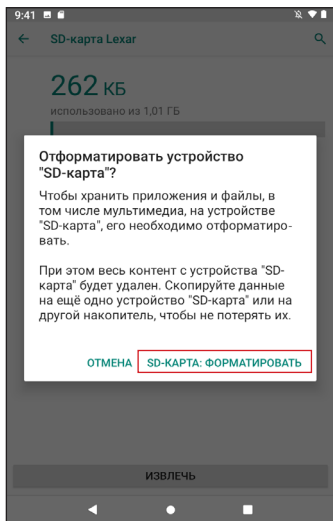 9:41
SD-карта Lexar
262 КБ
использовано из 1,01 ГБ
Отформатировать устройство
"SD-карта"?
Чтобы хранить приложения и файлы, в
том числе мультимедиа, на устройстве
"SD-карта", его необходимо отформатиро-
вать.
При этом весь контент с устройства "SD-
карта" будет удален. Скопируйте данные
на ещё одно устройство "SD-карта" или на
другой накопитель, чтобы не потерять их.
ОТМЕНА SD-КАРТА: ФОРМАТИРОВАТЬ
ИЗВЛЕЧЬ